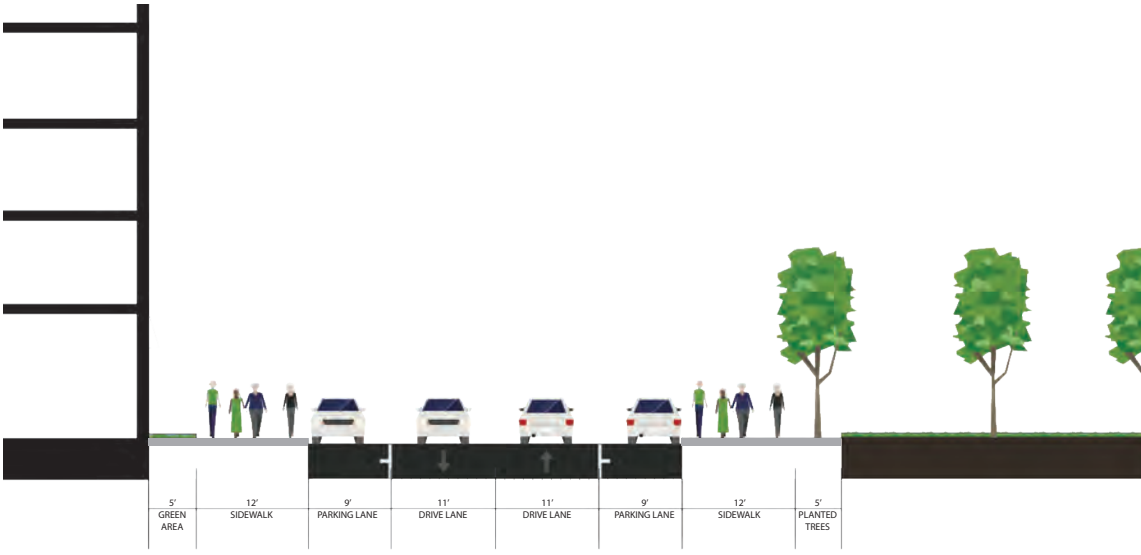 5'
GREEN
AREA
12'
SIDEWALK
9'
PARKING LANE
11'
DRIVE LANE
11'
DRIVE LANE
9'
PARKING LANE
12'
SIDEWALK
5'
PLANTED
TREES